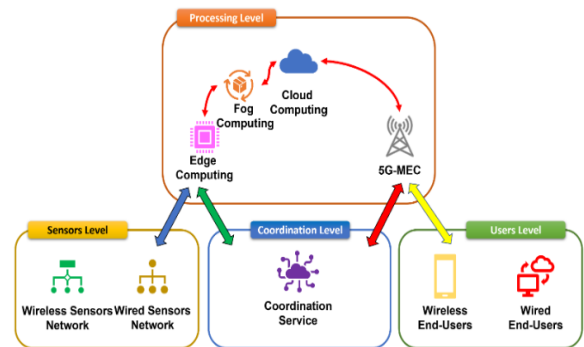 Processing Level
Cloud
Computing
Fog
Computing
Edge
Computing
5G-MEC
Sensors Level
Coordination Level
Users Level
Wireless Sensors
Network
Wired Sensors
Network
Coordination
Service
Wireless
End-Users
Wired
End-Users